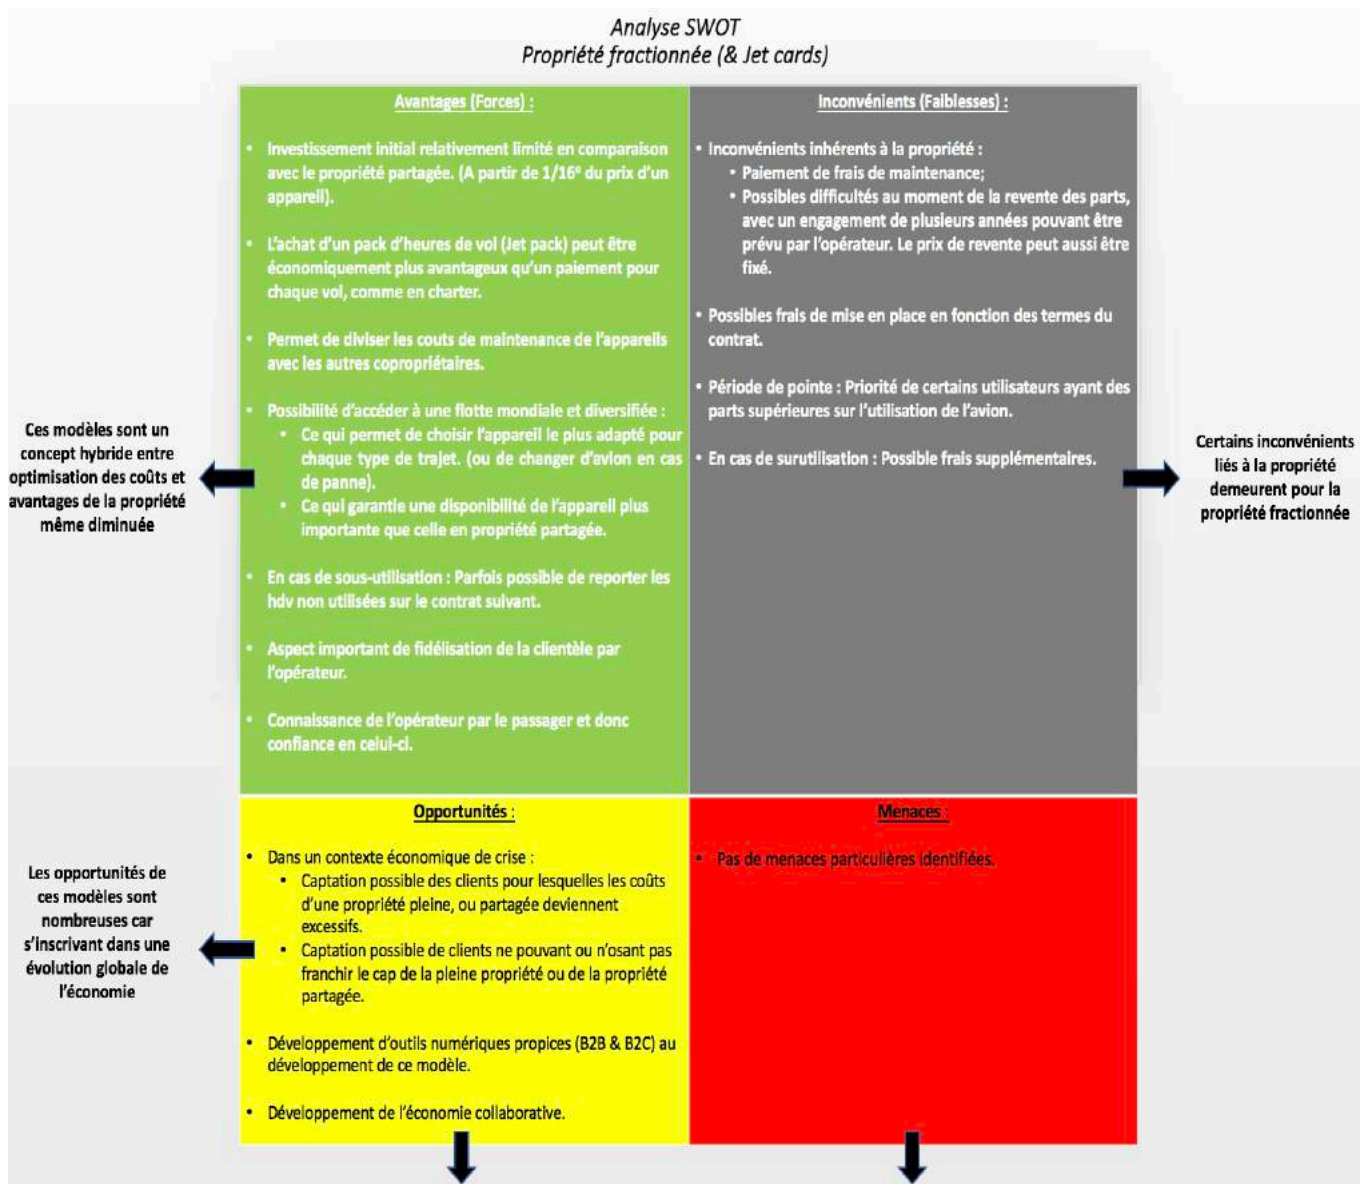 Analyse SWOT
Propriété fractionnée (& Jet cards)
Avantages (Forces) :
• Investissement initial relativement limité en comparaison
avec le propriété partagée. (A partir de 1/16e du prix d'un
appareil).
• L'achat d'un pack d'heures de vol (Jet pack) peut être
économiquement plus avantageux qu'un paiement pour
chaque vol, comme en charter.
• Permet de diviser les couts de maintenance de l'appareils
avec les autres copropriétaires.
• Possibilité d'accéder à une flotte mondiale et diversifiée :
• Ce qui permet de choisir l'appareil le plus adapté pour
chaque type de trajet. (ou de changer d'avion en cas
de panne).
• Ce qui garantie une disponibilité de l'appareil plus
importante que celle en propriété partagée.
• En cas de sous-utilisation : Parfois possible de reporter les
hdv non utilisées sur le contrat suivant.
• Aspect important de fidélisation de la clientèle par
l'opérateur.
• Connaissance de l'opérateur par le passager et donc
confiance en celui-ci.
Inconvénients (Faiblesses) :
• Inconvénients inhérents à la propriété :
• Paiement de frais de maintenance;
• Possibles difficultés au moment de la revente des parts,
avec un engagement de plusieurs années pouvant être
prévu par l'opérateur. Le prix de revente peut aussi être
fixé.
• Possibles frais de mise en place en fonction des termes du
contrat.
• Période de pointe : Priorité de certains utilisateurs ayant des
parts supérieures sur l'utilisation de l'avion.
• En cas de surutilisation : Possible frais supplémentaires.
Ces modèles sont un
concept hybride entre
optimisation des coûts et
avantages de la propriété
même diminuée
Certains inconvénients
liés à la propriété
demeurent pour la
propriété fractionnée
Opportunités :
• Dans un contexte économique de crise :
• Captation possible des clients pour lesquelles les coûts
d'une propriété pleine, ou partagée deviennent
excessifs.
• Captation possible de clients ne pouvant ou n'osant pas
franchir le cap de la pleine propriété ou de la propriété
partagée.
• Développement d'outils numériques propices (B2B & B2C) au
développement de ce modèle.
• Développement de l'économie collaborative.
Menaces :
• Pas de menaces particulières identifiées.
Les opportunités de
ces modèles sont
nombreuses car
s'inscrivant dans une
évolution globale de
l'économie